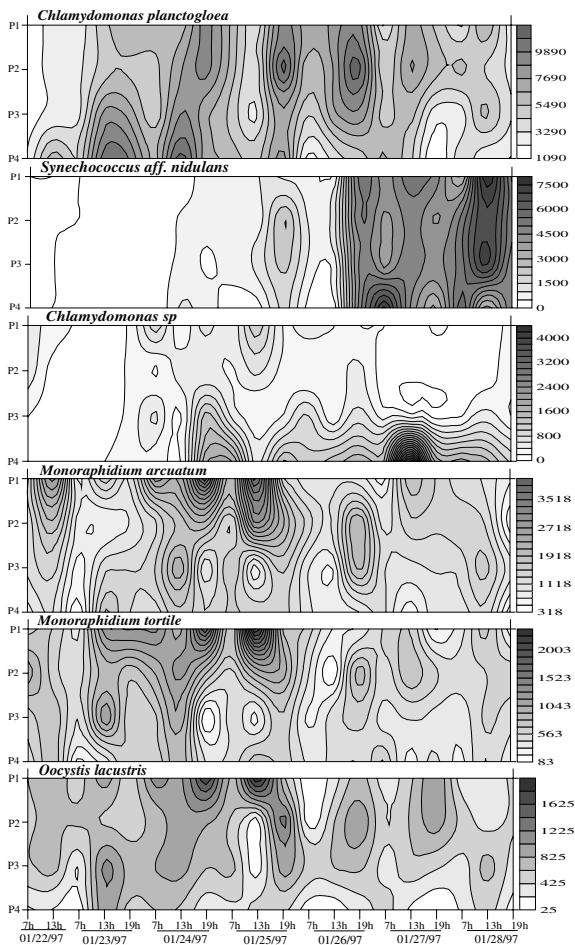 Chlamydomonas planctogloea
P1
P2
P3
P4
9890
7690
5490
3290
1090
Synechococcus aff. nidulans
P1
P2
P3
P4
7500
6000
4500
3000
1500
0
Chlamydomonas sp
P1
P2
P3
P4
4000
3200
2400
1600
800
0
Monoraphidium arcuatum
P1
P2
P3
P4
3518
2718
1918
1118
318
Monoraphidium tortile
P1
P2
P3
P4
2003
1523
1043
563
83
Oocystis lacustris
P1
P2
P3
P4
1625
1225
825
425
25
7h 13h 7h 13h 19h 7h 13h 19h 7h 13h 19h 7h 13h 19h 7h 13h 19h 7h 13h 19h
01/22/97 01/23/97 01/24/97 01/25/97 01/26/97 01/27/97 01/28/97